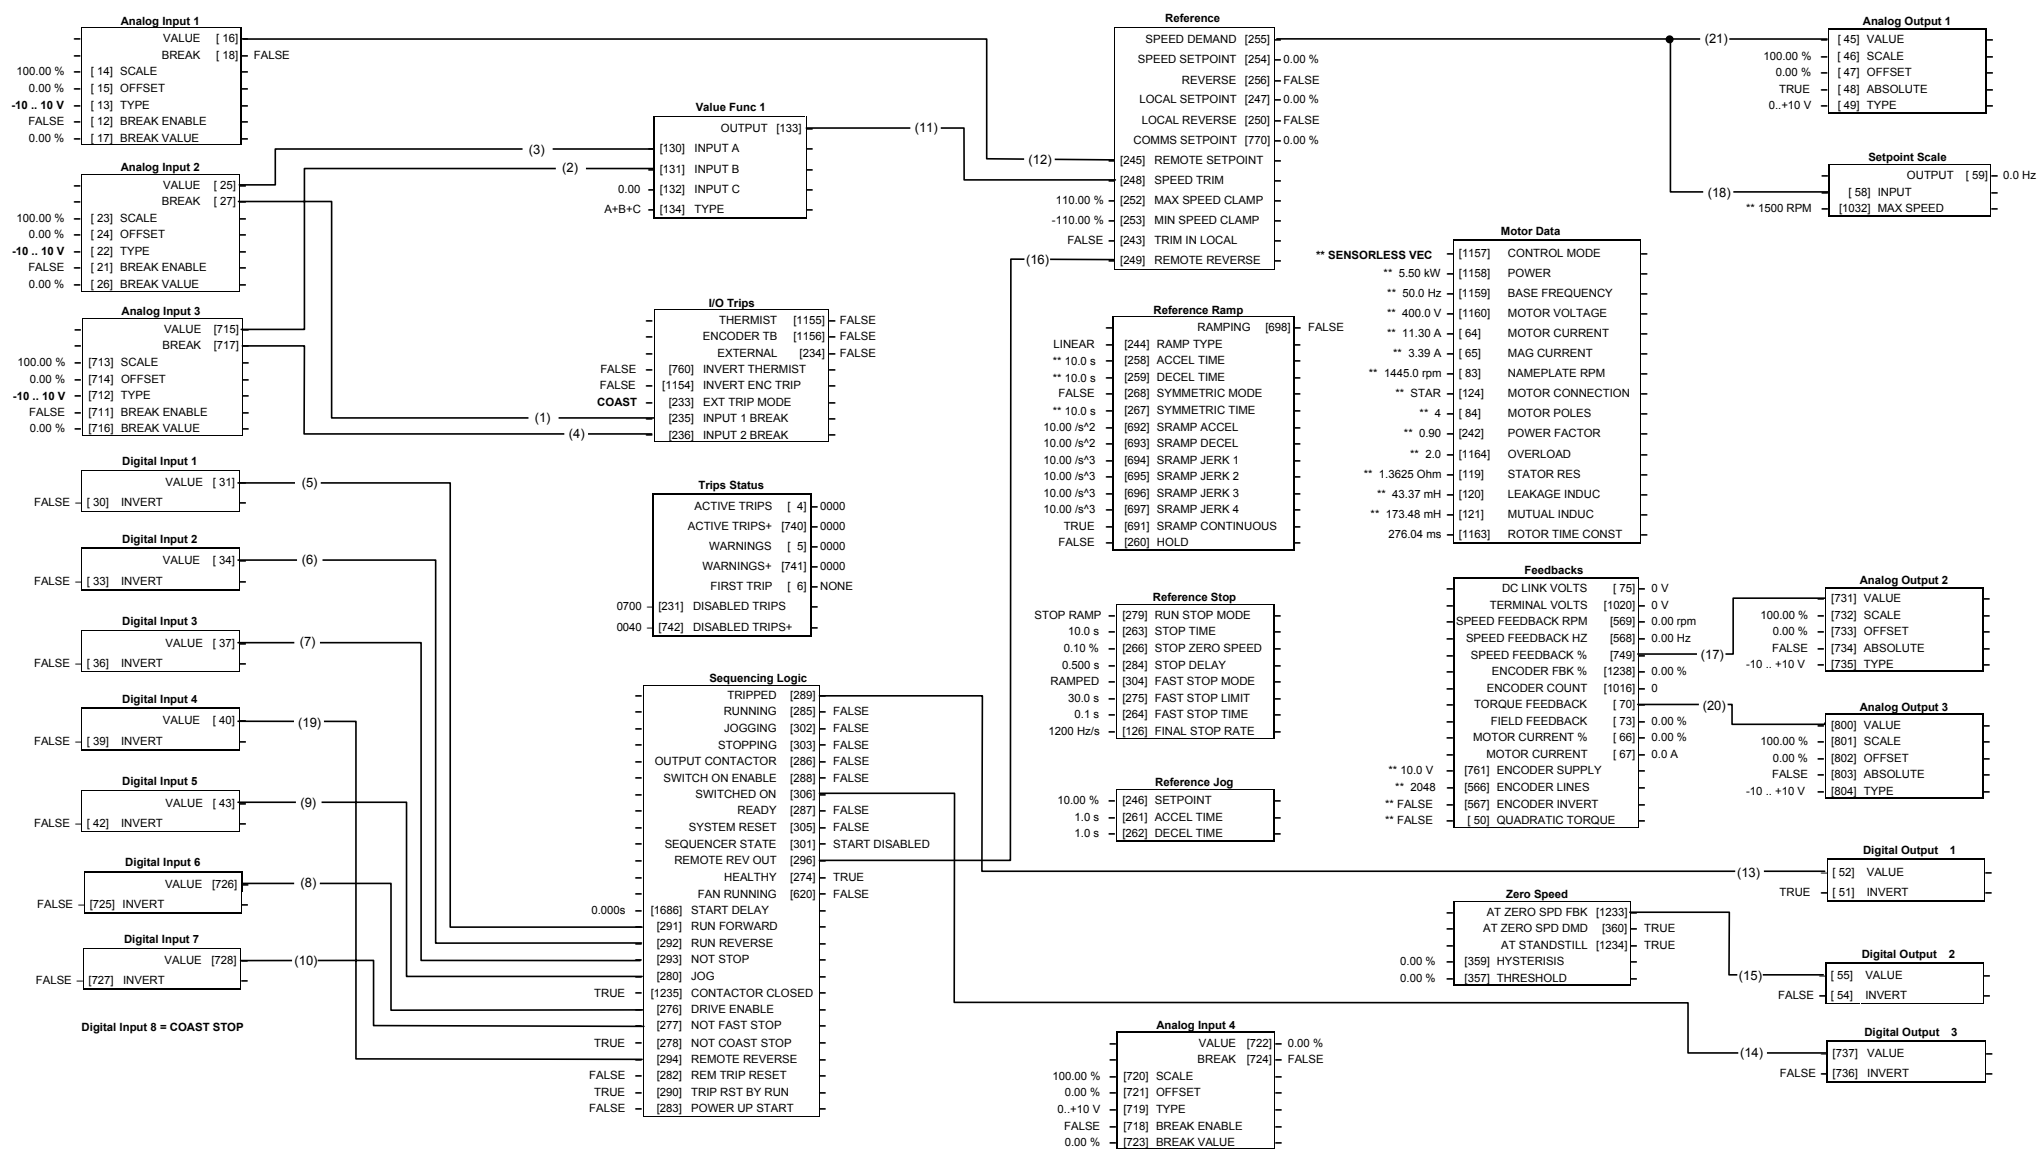 Analog Input 1
VALUE [ 16]
BREAK [ 18] FALSE
100.00 % [ 14] SCALE
0.00 % [ 15] OFFSET
-10 .. 10 V [ 13] TYPE
FALSE [ 12] BREAK ENABLE
0.00 % [ 17] BREAK VALUE
Analog Input 2
VALUE [ 25]
BREAK [ 27]
100.00 % [ 23] SCALE
0.00 % [ 24] OFFSET
-10 .. 10 V [ 22] TYPE
FALSE [ 21] BREAK ENABLE
0.00 % [ 26] BREAK VALUE
Analog Input 3
VALUE [715]
BREAK [717]
100.00 % [713] SCALE
0.00 % [714] OFFSET
-10 .. 10 V [712] TYPE
FALSE [711] BREAK ENABLE
0.00 % [716] BREAK VALUE
Digital Input 1
VALUE [ 31] (5)
FALSE [ 30] INVERT
Digital Input 2
VALUE [ 34] (6)
FALSE [ 33] INVERT
Digital Input 3
VALUE [ 37] (7)
FALSE [ 36] INVERT
Digital Input 4
VALUE [ 40] (19)
FALSE [ 39] INVERT
Digital Input 5
VALUE [ 43] (9)
FALSE [ 42] INVERT
Digital Input 6
VALUE [726] (8)
FALSE [725] INVERT
Digital Input 7
VALUE [728] (10)
FALSE [727] INVERT
Digital Input 8 = COAST STOP
Value Func 1
OUTPUT [133] (11)
(3) [130] INPUT A
(2) [131] INPUT B
0.00 [132] INPUT C
A+B+C [134] TYPE
I/O Trips
THERMIST [1155] FALSE
ENCODER TB [1156] FALSE
EXTERNAL [234] FALSE
FALSE [760] INVERT THERMIST
FALSE [1154] INVERT ENC TRIP
COAST [233] EXT TRIP MODE
(1) [235] INPUT 1 BREAK
(4) [236] INPUT 2 BREAK
Trips Status
ACTIVE TRIPS [ 4] 0000
ACTIVE TRIPS+ [740] 0000
WARNINGS [ 5] 0000
WARNINGS+ [741] 0000
FIRST TRIP [ 6] NONE
0700 [231] DISABLED TRIPS
0040 [742] DISABLED TRIPS+
Sequencing Logic
TRIPPED [289]
RUNNING [285] FALSE
JOGGING [302] FALSE
STOPPING [303] FALSE
OUTPUT CONTACTOR [286] FALSE
SWITCH ON ENABLE [288] FALSE
SWITCHED ON [306]
READY [287] FALSE
SYSTEM RESET [305] FALSE
SEQUENCER STATE [301] START DISABLED
REMOTE REV OUT [296]
HEALTHY [274] TRUE
FAN RUNNING [620] FALSE
0.000s [1686] START DELAY
[291] RUN FORWARD
[292] RUN REVERSE
[293] NOT STOP
[280] JOG
TRUE [1235] CONTACTOR CLOSED
[276] DRIVE ENABLE
[277] NOT FAST STOP
TRUE [278] NOT COAST STOP
[294] REMOTE REVERSE
FALSE [282] REM TRIP RESET
TRUE [290] TRIP RST BY RUN
FALSE [283] POWER UP START
Reference
SPEED DEMAND [255]
SPEED SETPOINT [254] 0.00 %
REVERSE [256] FALSE
LOCAL SETPOINT [247] 0.00 %
LOCAL REVERSE [250] FALSE
COMMS SETPOINT [770] 0.00 %
(12) [245] REMOTE SETPOINT
[248] SPEED TRIM
110.00 % [252] MAX SPEED CLAMP
-110.00 % [253] MIN SPEED CLAMP
FALSE [243] TRIM IN LOCAL
(16) [249] REMOTE REVERSE
Reference Ramp
RAMPING [698] FALSE
LINEAR [244] RAMP TYPE
** 10.0 s [258] ACCEL TIME
** 10.0 s [259] DECEL TIME
FALSE [268] SYMMETRIC MODE
** 10.0 s [267] SYMMETRIC TIME
10.00 /s^2 [692] SRAMP ACCEL
10.00 /s^2 [693] SRAMP DECEL
10.00 /s^3 [694] SRAMP JERK 1
10.00 /s^3 [695] SRAMP JERK 2
10.00 /s^3 [696] SRAMP JERK 3
10.00 /s^3 [697] SRAMP JERK 4
TRUE [691] SRAMP CONTINUOUS
FALSE [260] HOLD
Reference Stop
STOP RAMP [279] RUN STOP MODE
10.0 s [263] STOP TIME
0.10 % [266] STOP ZERO SPEED
0.500 s [284] STOP DELAY
RAMPED [304] FAST STOP MODE
30.0 s [275] FAST STOP LIMIT
0.1 s [264] FAST STOP TIME
1200 Hz/s [126] FINAL STOP RATE
Reference Jog
10.00 % [246] SETPOINT
1.0 s [261] ACCEL TIME
1.0 s [262] DECEL TIME
Analog Input 4
VALUE [722] 0.00 %
BREAK [724] FALSE
100.00 % [720] SCALE
0.00 % [721] OFFSET
0..+10 V [719] TYPE
FALSE [718] BREAK ENABLE
0.00 % [723] BREAK VALUE
Motor Data
** SENSORLESS VEC [1157] CONTROL MODE
** 5.50 kW [1158] POWER
** 50.0 Hz [1159] BASE FREQUENCY
** 400.0 V [1160] MOTOR VOLTAGE
** 11.30 A [ 64] MOTOR CURRENT
** 3.39 A [ 65] MAG CURRENT
** 1445.0 rpm [ 83] NAMEPLATE RPM
** STAR [124] MOTOR CONNECTION
** 4 [ 84] MOTOR POLES
** 0.90 [242] POWER FACTOR
** 2.0 [1164] OVERLOAD
** 1.3625 Ohm [119] STATOR RES
** 43.37 mH [120] LEAKAGE INDUC
** 173.48 mH [121] MUTUAL INDUC
276.04 ms [1163] ROTOR TIME CONST
Feedbacks
DC LINK VOLTS [ 75] 0 V
TERMINAL VOLTS [1020] 0 V
SPEED FEEDBACK RPM [569] 0.00 rpm
SPEED FEEDBACK HZ [568] 0.00 Hz
SPEED FEEDBACK % [749] (17)
ENCODER FBK % [1238] 0.00 %
ENCODER COUNT [1016] 0
TORQUE FEEDBACK [ 70] (20)
FIELD FEEDBACK [ 73] 0.00 %
MOTOR CURRENT % [ 66] 0.00 %
MOTOR CURRENT [ 67] 0.0 A
** 10.0 V [761] ENCODER SUPPLY
** 2048 [566] ENCODER LINES
** FALSE [567] ENCODER INVERT
** FALSE [ 50] QUADRATIC TORQUE
Zero Speed
AT ZERO SPD FBK [1233]
AT ZERO SPD DMD [360] TRUE
AT STANDSTILL [1234] TRUE
0.00 % [359] HYSTERISIS
0.00 % [357] THRESHOLD
Analog Output 1
(21) [ 45] VALUE
100.00 % [ 46] SCALE
0.00 % [ 47] OFFSET
TRUE [ 48] ABSOLUTE
0..+10 V [ 49] TYPE
Setpoint Scale
OUTPUT [ 59] 0.0 Hz
(18) [ 58] INPUT
** 1500 RPM [1032] MAX SPEED
Analog Output 2
[731] VALUE
100.00 % [732] SCALE
0.00 % [733] OFFSET
FALSE [734] ABSOLUTE
-10 .. +10 V [735] TYPE
Analog Output 3
[800] VALUE
100.00 % [801] SCALE
0.00 % [802] OFFSET
FALSE [803] ABSOLUTE
-10 .. +10 V [804] TYPE
Digital Output 1
(13) [ 52] VALUE
TRUE [ 51] INVERT
Digital Output 2
(15) [ 55] VALUE
FALSE [ 54] INVERT
Digital Output 3
(14) [737] VALUE
FALSE [736] INVERT